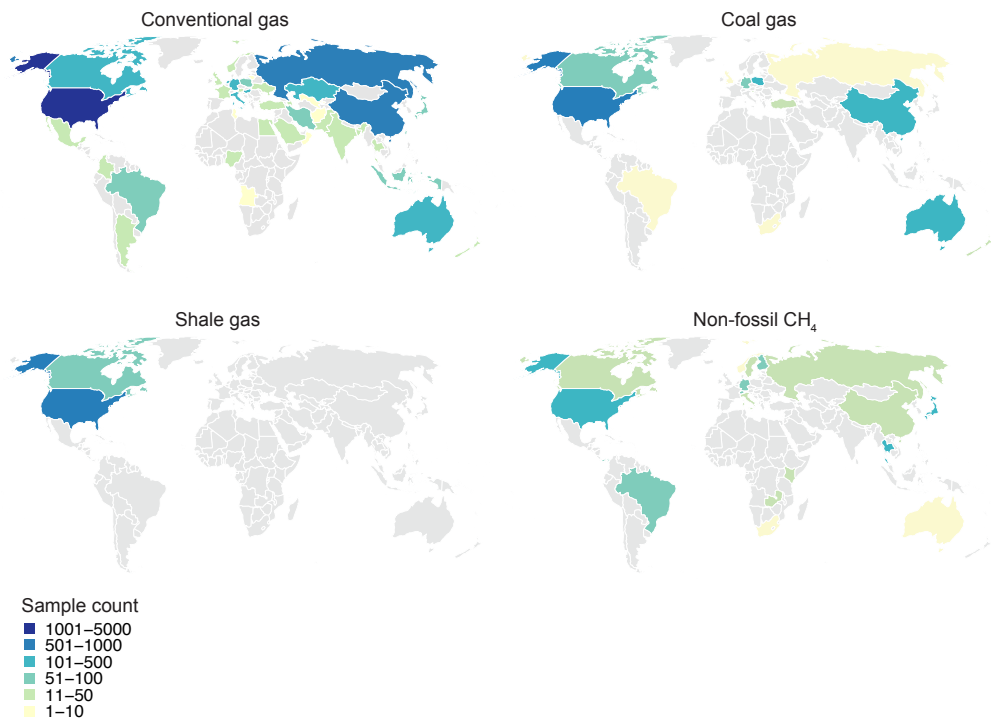 Conventional gas
Coal gas
Shale gas
Non-fossil CH₄
Sample count
1001–5000
501–1000
101–500
51–100
11–50
1–10